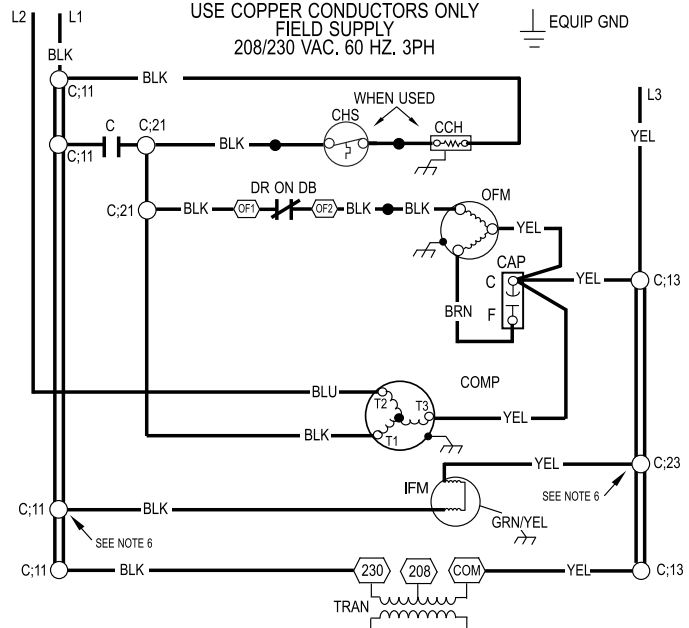 USE COPPER CONDUCTORS ONLY
FIELD SUPPLY
208/230 VAC. 60 HZ. 3PH
L2
L1
EQUIP GND
BLK
BLK
C;11
WHEN USED
L3
CHS
CCH
C
C;21
C;11
BLK
YEL
DR ON DB
OFM
C;21
BLK
OF1
OF2
BLK
BLK
YEL
CAP
C
YEL
C;13
BRN
F
BLU
COMP
T2
T3
YEL
BLK
T1
YEL
C;23
IFM
SEE NOTE 6
C;11
BLK
GRN/YEL
SEE NOTE 6
C;11
BLK
230
208
COM
YEL
C;13
TRAN